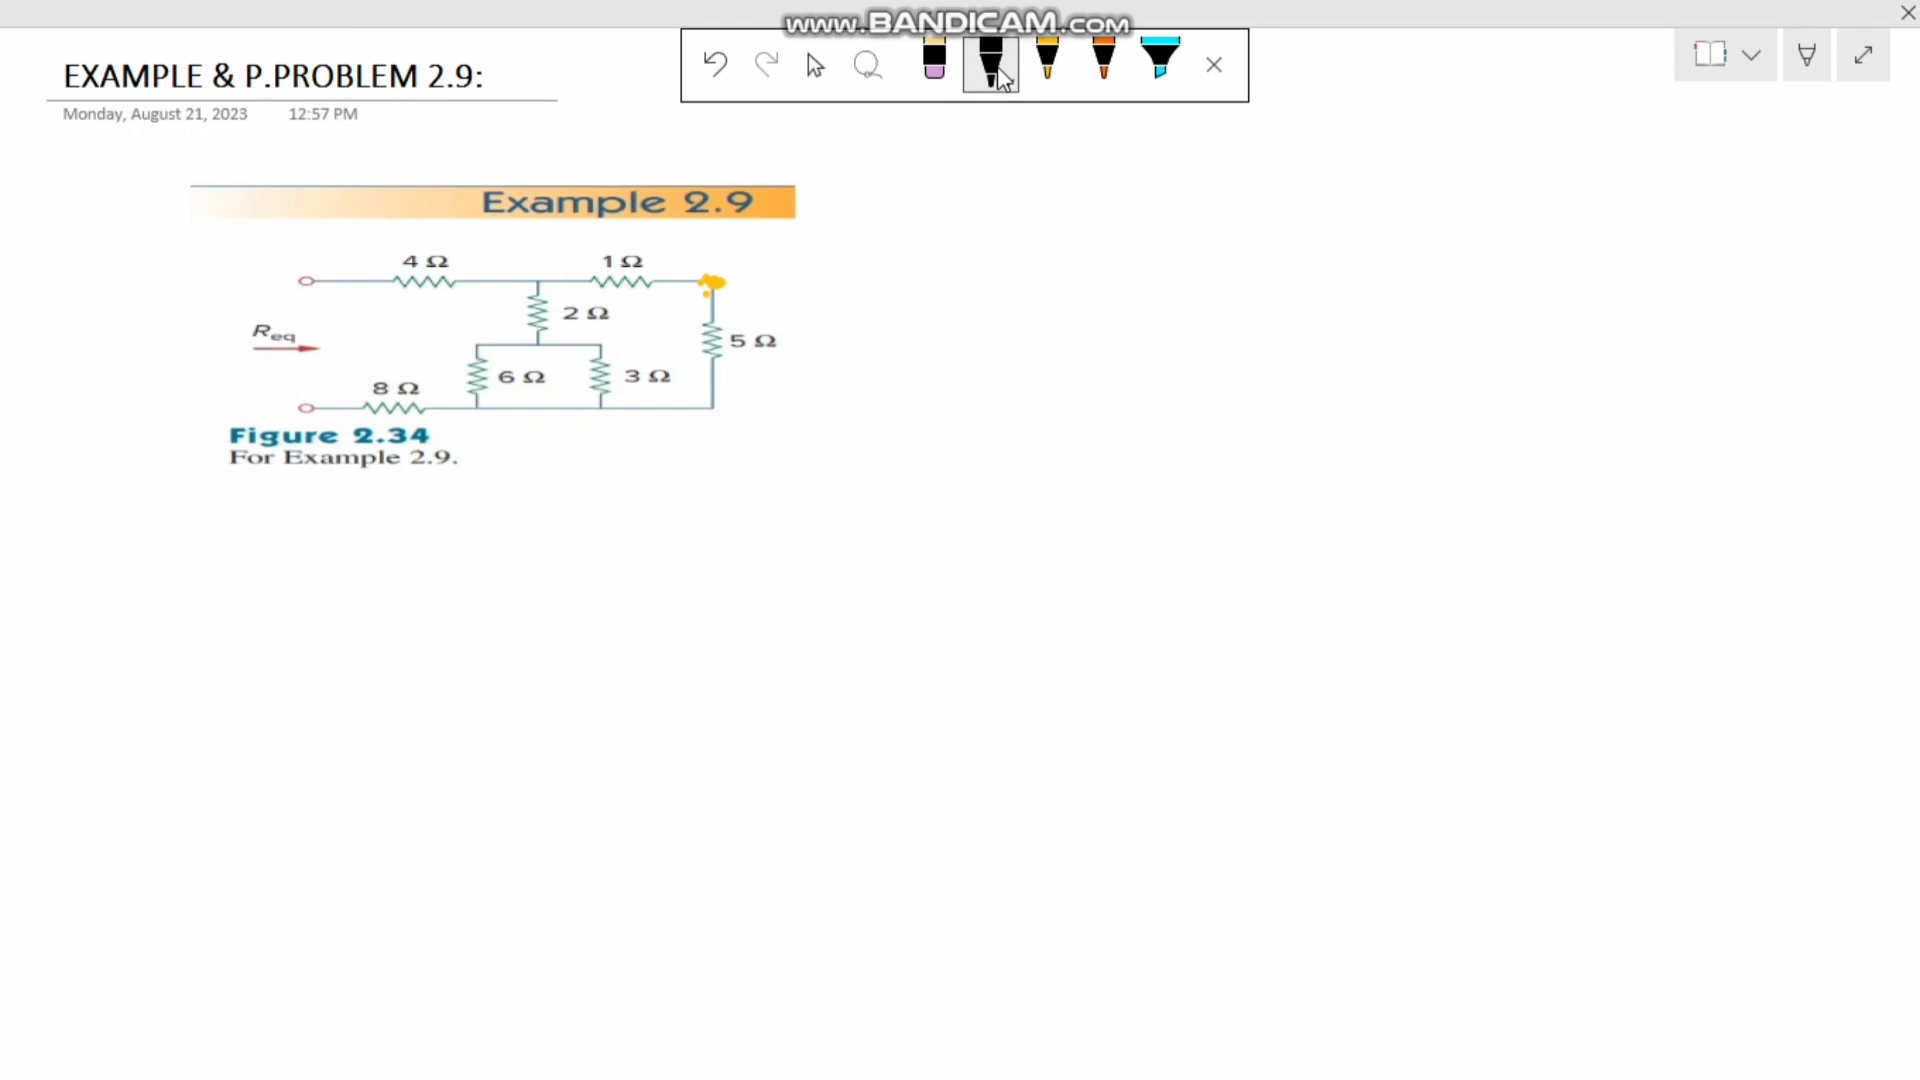 www.BANDICAM.com
EXAMPLE & P.PROBLEM 2.9:
Monday, August 21, 2023 12:57 PM
Example 2.9
4 Ω
1 Ω
2 Ω
Req
5 Ω
6 Ω
3 Ω
8 Ω
Figure 2.34
For Example 2.9.